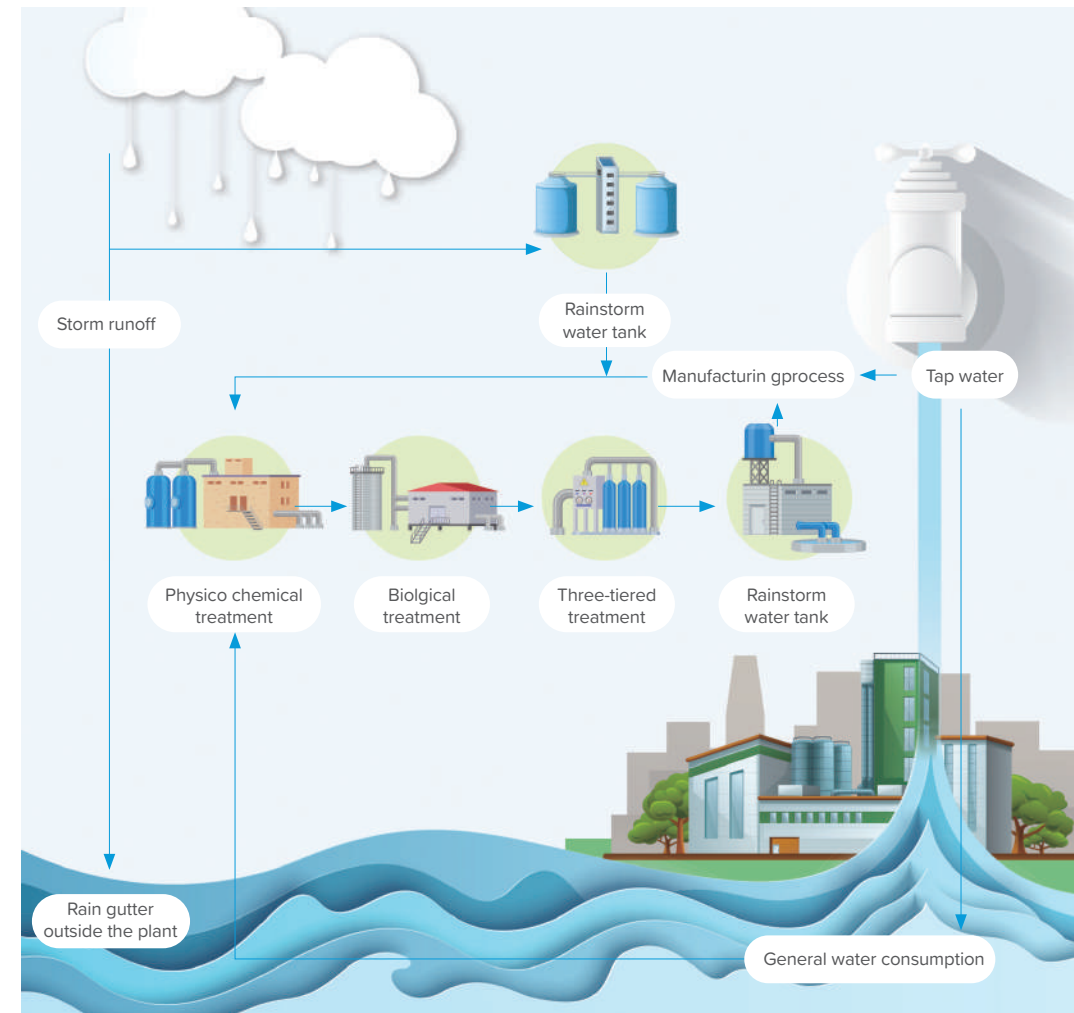 Storm runoff
Rainstorm
water tank
Manufacturin gprocess
Tap water
Physico chemical
treatment
Biolgical
treatment
Three-tiered
treatment
Rainstorm
water tank
Rain gutter
outside the plant
General water consumption